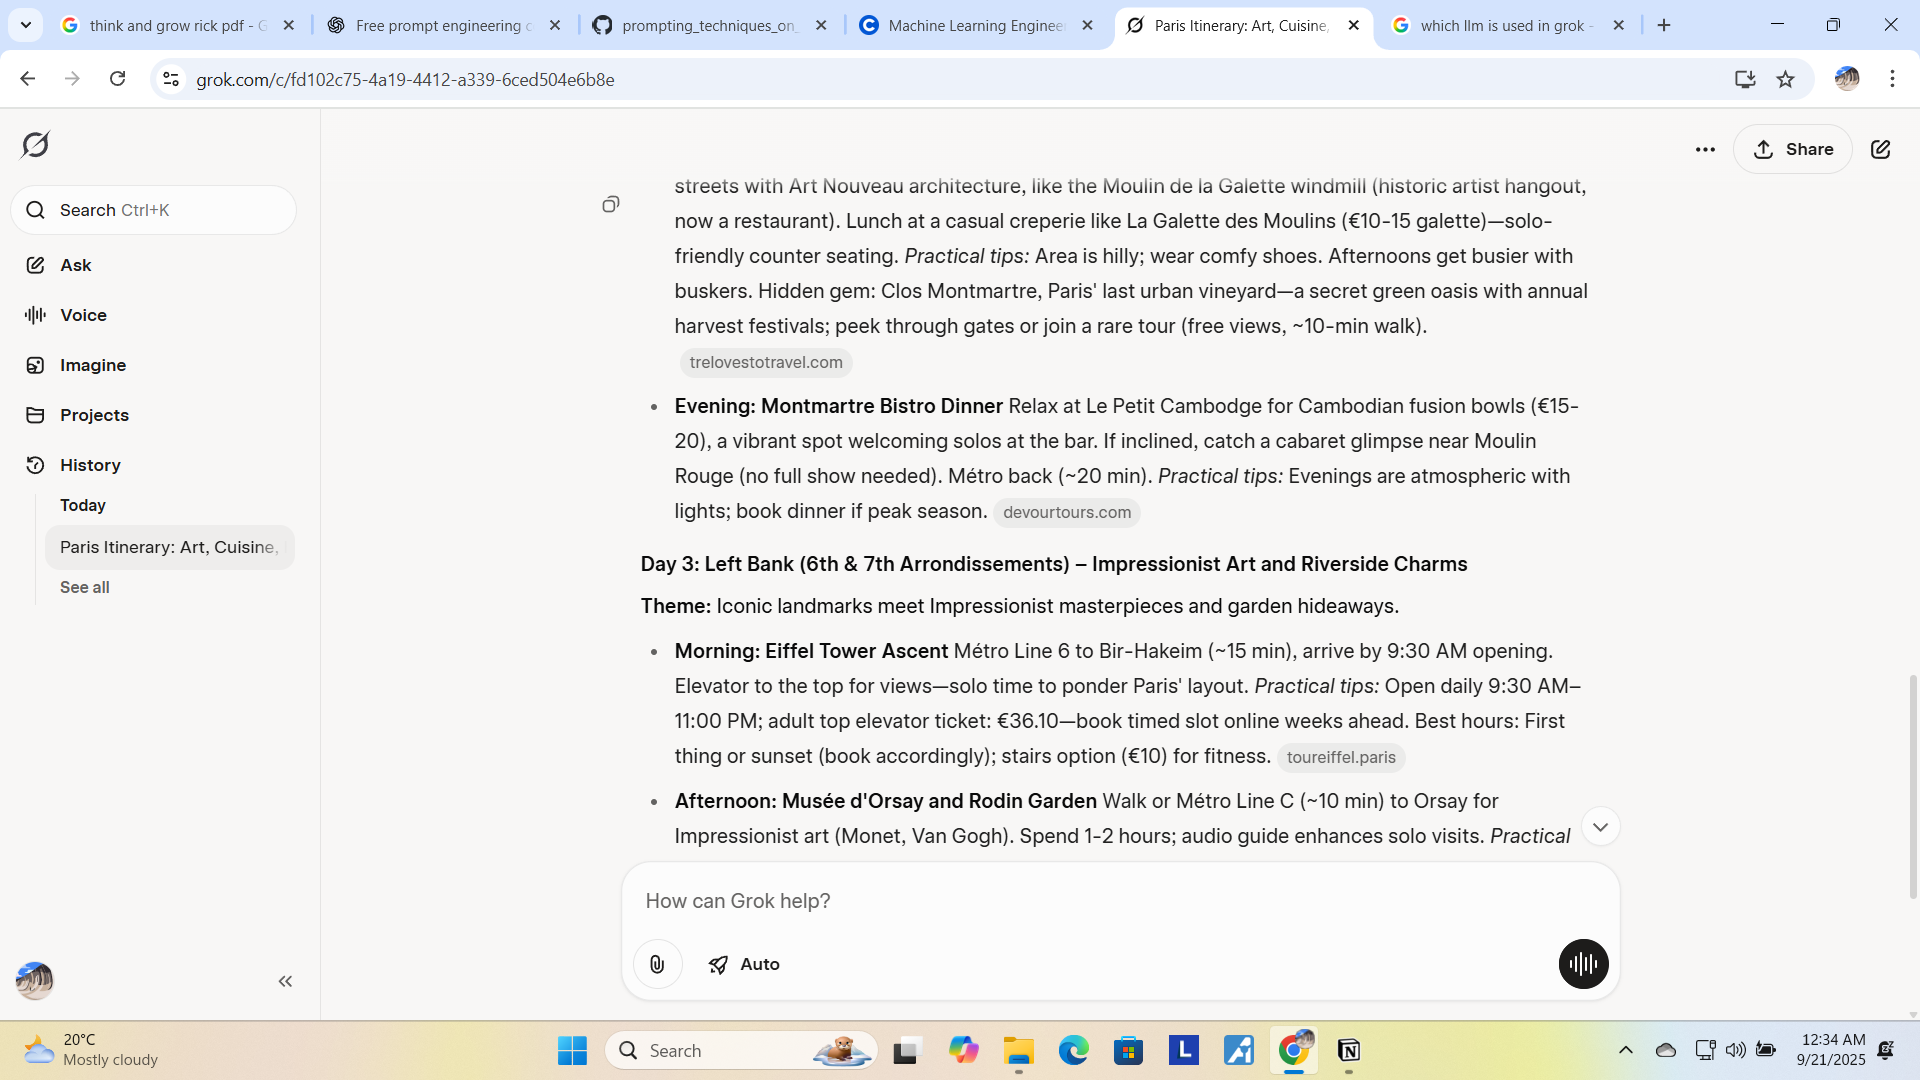 think and grow rick pdf - G
Free prompt engineering c
prompting_techniques_on_
Machine Learning Engineer
Paris Itinerary: Art, Cuisine,
which llm is used in grok -
grok.com/c/fd102c75-4a19-4412-a339-6ced504e6b8e
Share
Search Ctrl+K
Ask
Voice
Imagine
Projects
History
Today
Paris Itinerary: Art, Cuisine,
See all
streets with Art Nouveau architecture, like the Moulin de la Galette windmill (historic artist hangout,
now a restaurant). Lunch at a casual creperie like La Galette des Moulins (€10-15 galette)—solo-
friendly counter seating. Practical tips: Area is hilly; wear comfy shoes. Afternoons get busier with
buskers. Hidden gem: Clos Montmartre, Paris' last urban vineyard—a secret green oasis with annual
harvest festivals; peek through gates or join a rare tour (free views, ~10-min walk).
trelovestotravel.com
• Evening: Montmartre Bistro Dinner Relax at Le Petit Cambodge for Cambodian fusion bowls (€15-
20), a vibrant spot welcoming solos at the bar. If inclined, catch a cabaret glimpse near Moulin
Rouge (no full show needed). Métro back (~20 min). Practical tips: Evenings are atmospheric with
lights; book dinner if peak season. devourtours.com
Day 3: Left Bank (6th & 7th Arrondissements) – Impressionist Art and Riverside Charms
Theme: Iconic landmarks meet Impressionist masterpieces and garden hideaways.
• Morning: Eiffel Tower Ascent Métro Line 6 to Bir-Hakeim (~15 min), arrive by 9:30 AM opening.
Elevator to the top for views—solo time to ponder Paris' layout. Practical tips: Open daily 9:30 AM–
11:00 PM; adult top elevator ticket: €36.10—book timed slot online weeks ahead. Best hours: First
thing or sunset (book accordingly); stairs option (€10) for fitness. toureiffel.paris
• Afternoon: Musée d'Orsay and Rodin Garden Walk or Métro Line C (~10 min) to Orsay for
Impressionist art (Monet, Van Gogh). Spend 1-2 hours; audio guide enhances solo visits. Practical
How can Grok help?
Auto
20°C
Mostly cloudy
Search
L
12:34 AM
9/21/2025